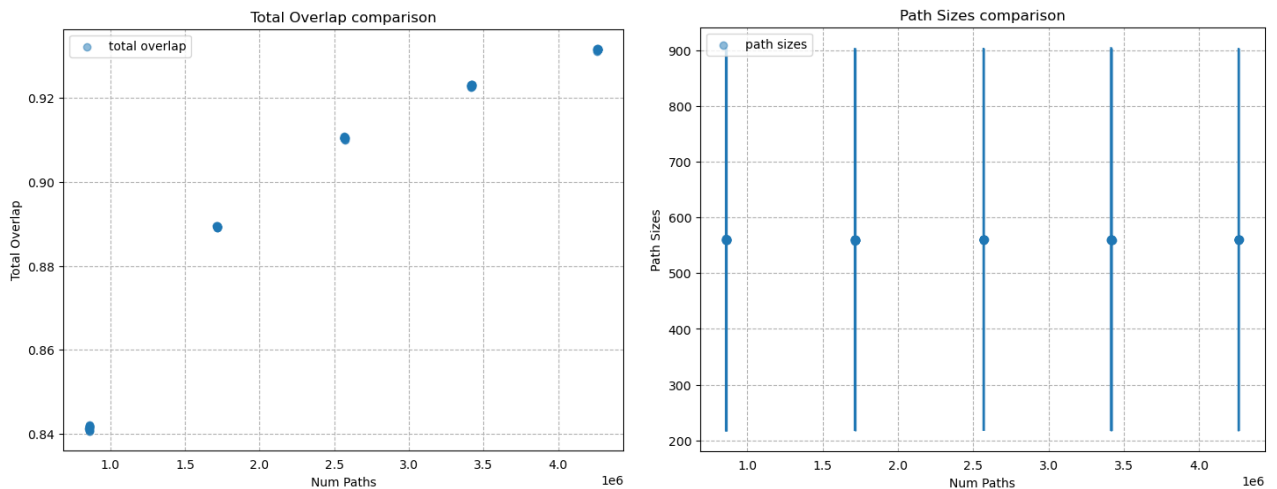 Total Overlap comparison
total overlap
0.92
0.90
0.88
0.86
0.84
Total Overlap
1.0 1.5 2.0 2.5 3.0 3.5 4.0
1e6
Num Paths
Path Sizes comparison
path sizes
900
800
700
600
500
400
300
200
Path Sizes
1.0 1.5 2.0 2.5 3.0 3.5 4.0
1e6
Num Paths